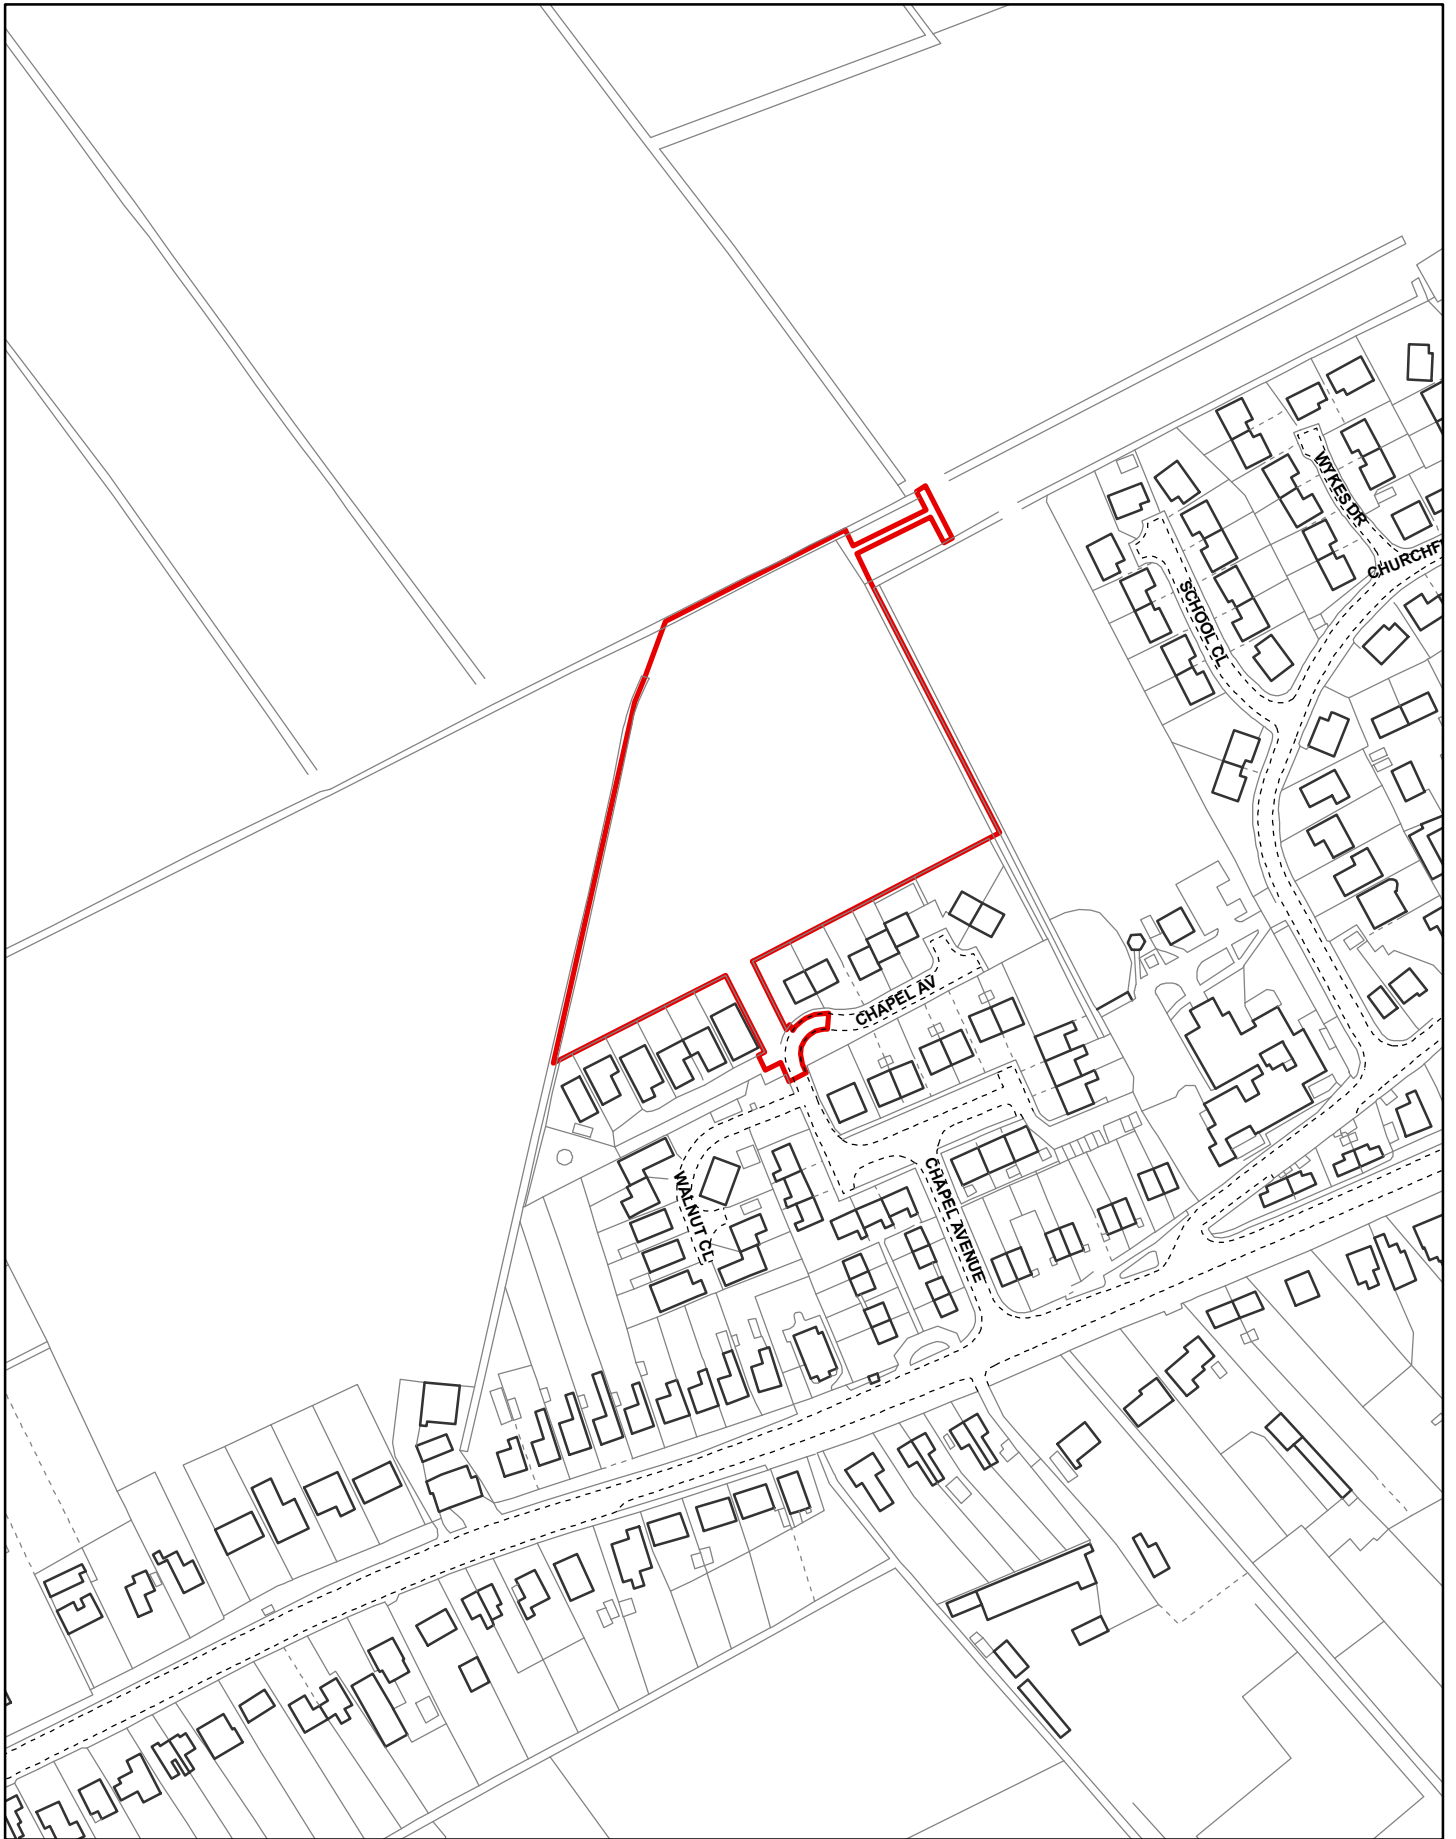 WYKES DR
CHURCHF
SCHOOL CL
CHAPEL AV
CHAPEL AVENUE
WALNUT CL